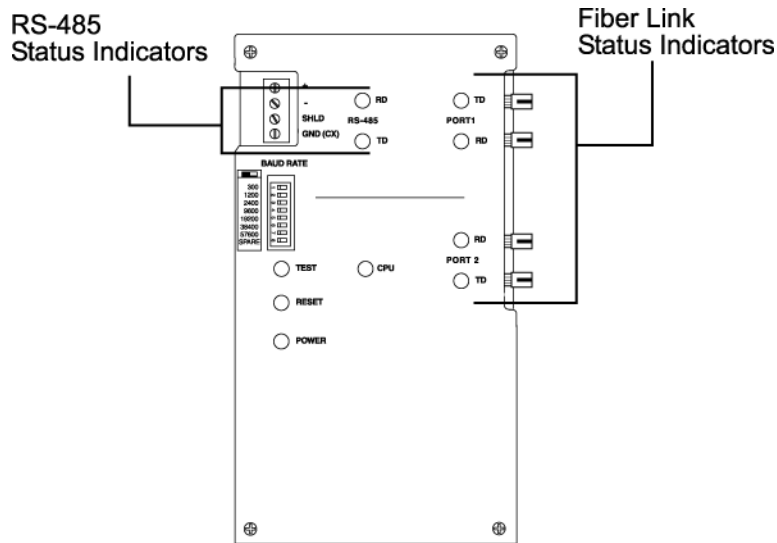 RS-485
Status Indicators
Fiber Link
Status Indicators
+
-
SHLD
GND (CX)
RD
RS-485
TD
TD
PORT1
RD
BAUD RATE
300
1200
2400
9600
19200
38400
57600
SPARE
RD
PORT 2
TD
TEST
CPU
RESET
POWER